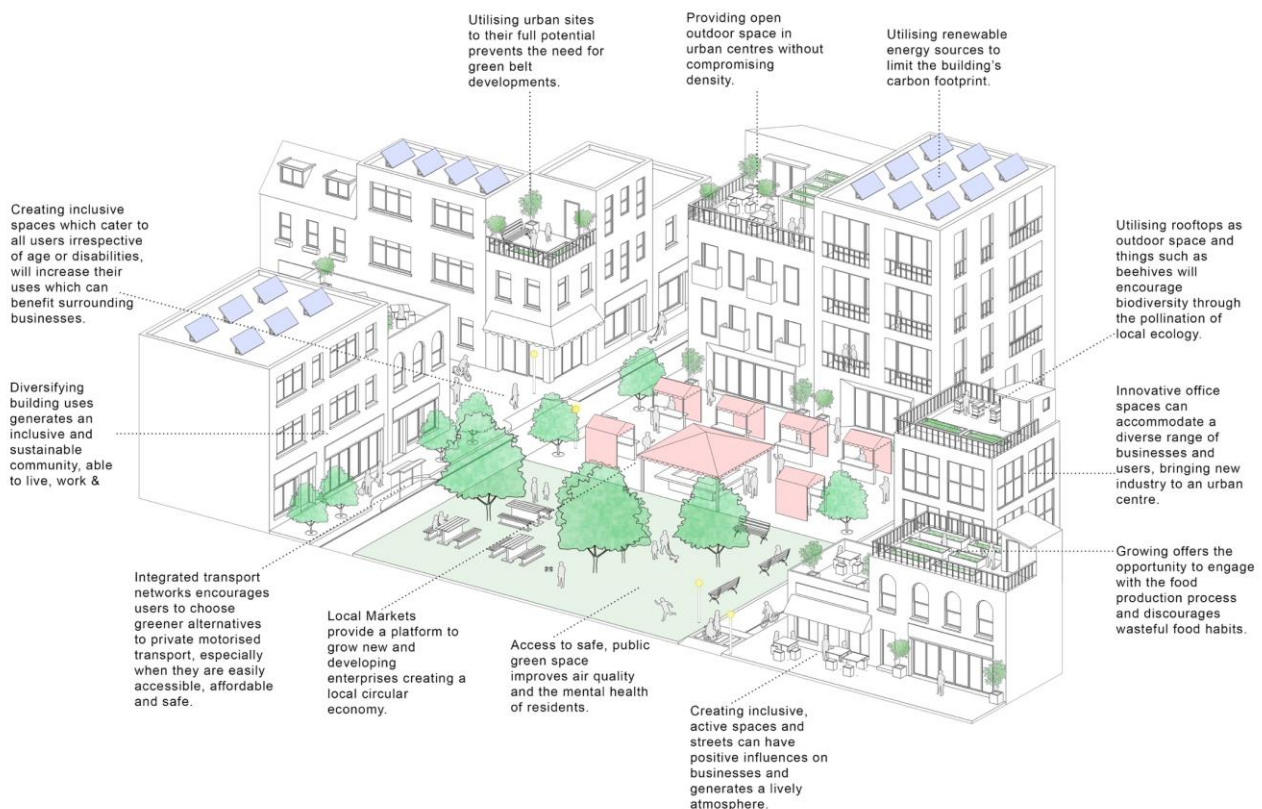 Utilising urban sites
to their full potential
prevents the need for
green belt
developments.
Providing open
outdoor space in
urban centres without
compromising
density.
Utilising renewable
energy sources to
limit the building's
carbon footprint.
Creating inclusive
spaces which cater to
all users irrespective
of age or disabilities,
will increase their
uses which can
benefit surrounding
businesses.
Utilising rooftops as
outdoor space and
things such as
beehives will
encourage
biodiversity through
the pollination of
local ecology.
Diversifying
building uses
generates an
inclusive and
sustainable
community, able
to live, work &
Innovative office
spaces can
accommodate a
diverse range of
businesses and
users, bringing new
industry to an urban
centre.
Growing offers the
opportunity to engage
with the food
production process
and discourages
wasteful food habits.
Integrated transport
networks encourages
users to choose
greener alternatives
to private motorised
transport, especially
when they are easily
accessible, affordable
and safe.
Local Markets
provide a platform to
grow new and
developing
enterprises creating a
local circular
economy.
Access to safe, public
green space
improves air quality
and the mental health
of residents.
Creating inclusive,
active spaces and
streets can have
positive influences on
businesses and
generates a lively
atmosphere.